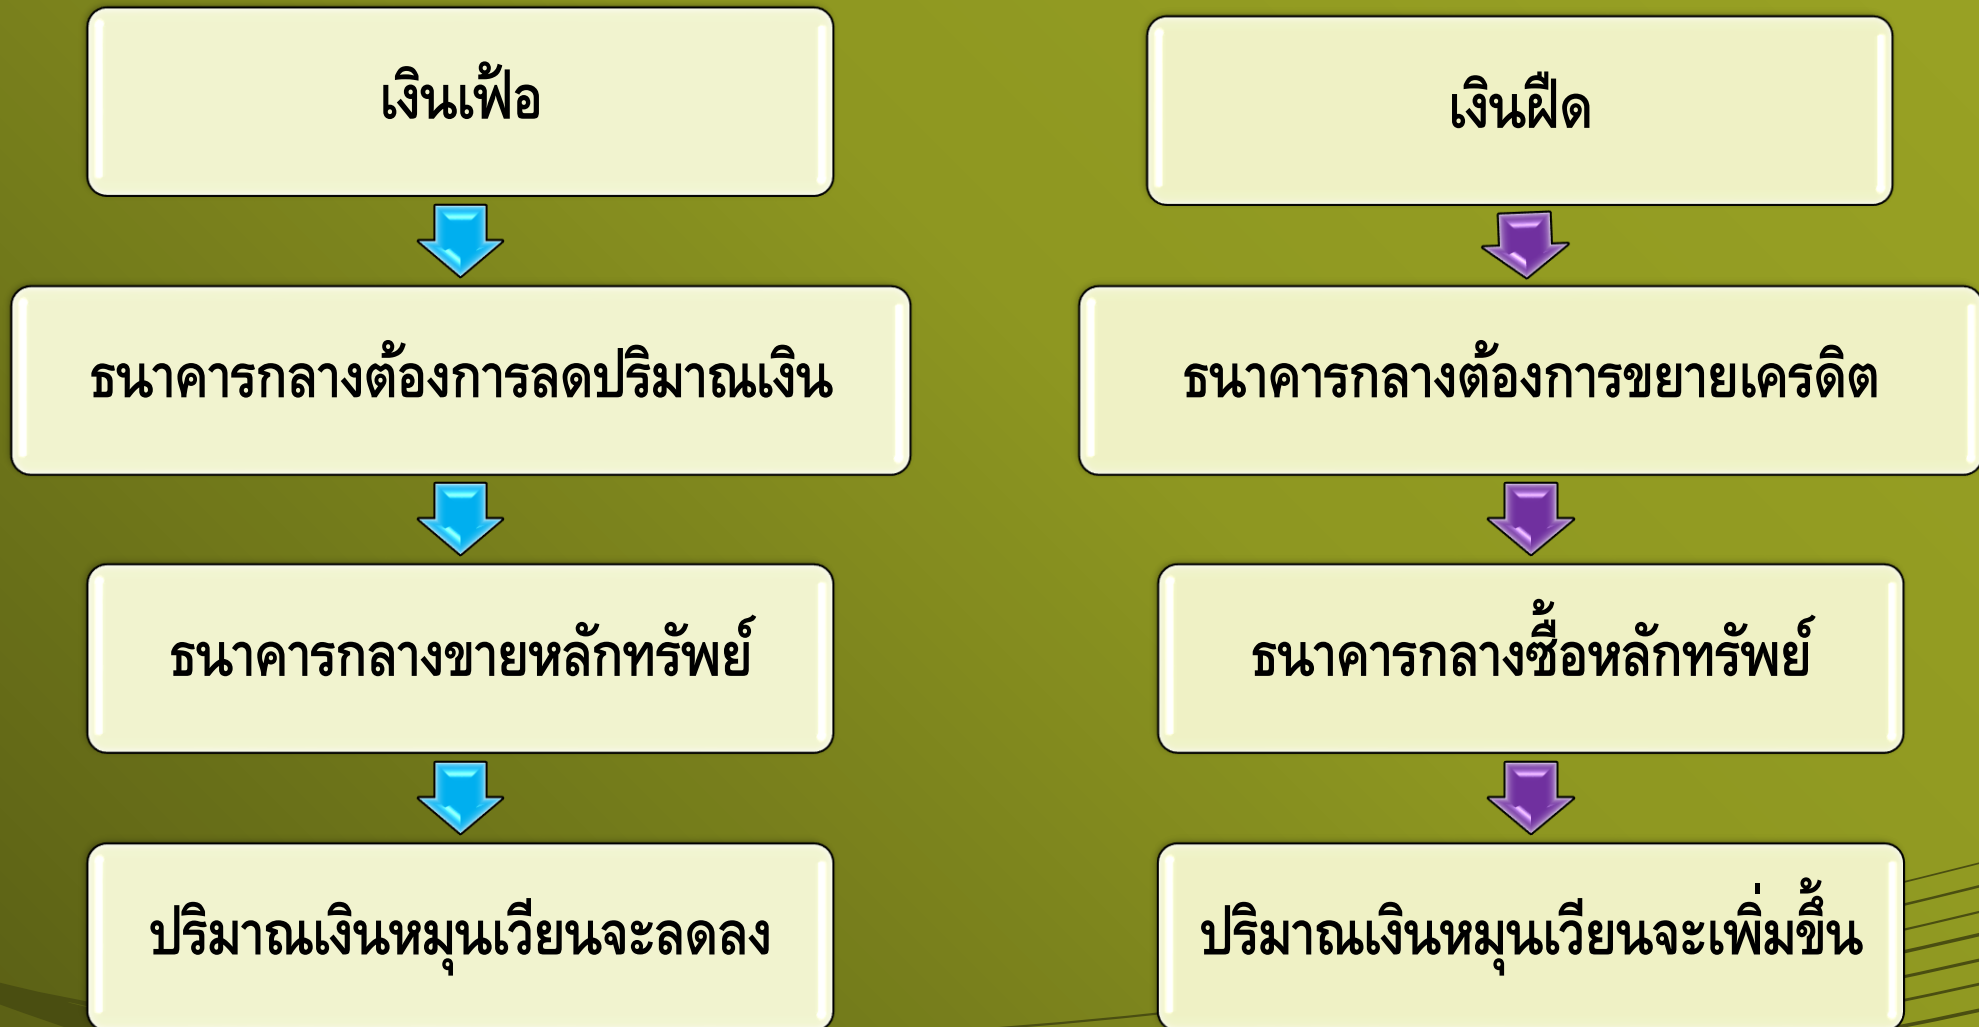 เงินเฟ้อ
ธนาคารกลางต้องการลดปริมาณเงิน
ธนาคารกลางขายหลักทรัพย์
ปริมาณเงินหมุนเวียนจะลดลง
เงินฝืด
ธนาคารกลางต้องการขยายเครดิต
ธนาคารกลางซื้อหลักทรัพย์
ปริมาณเงินหมุนเวียนจะเพิ่มขึ้น